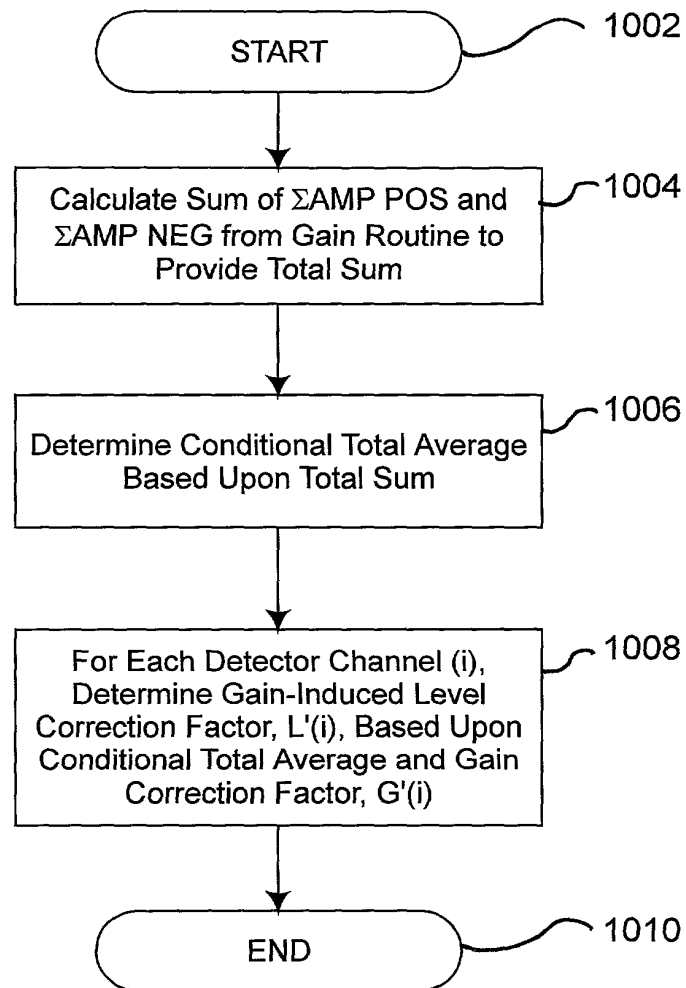 START
1002
Calculate Sum of ΣAMP POS and
ΣAMP NEG from Gain Routine to
Provide Total Sum
1004
Determine Conditional Total Average
Based Upon Total Sum
1006
For Each Detector Channel (i),
Determine Gain-Induced Level
Correction Factor, L'(i), Based Upon
Conditional Total Average and Gain
Correction Factor, G'(i)
1008
END
1010